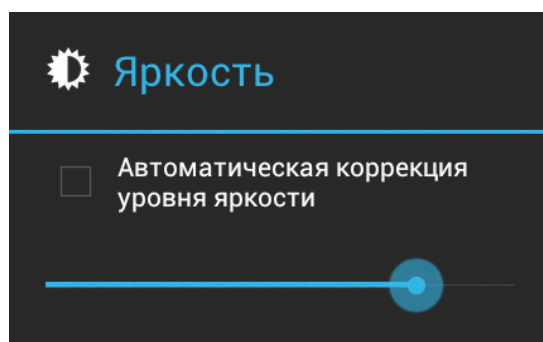 Яркость
Автоматическая коррекция
уровня яркости